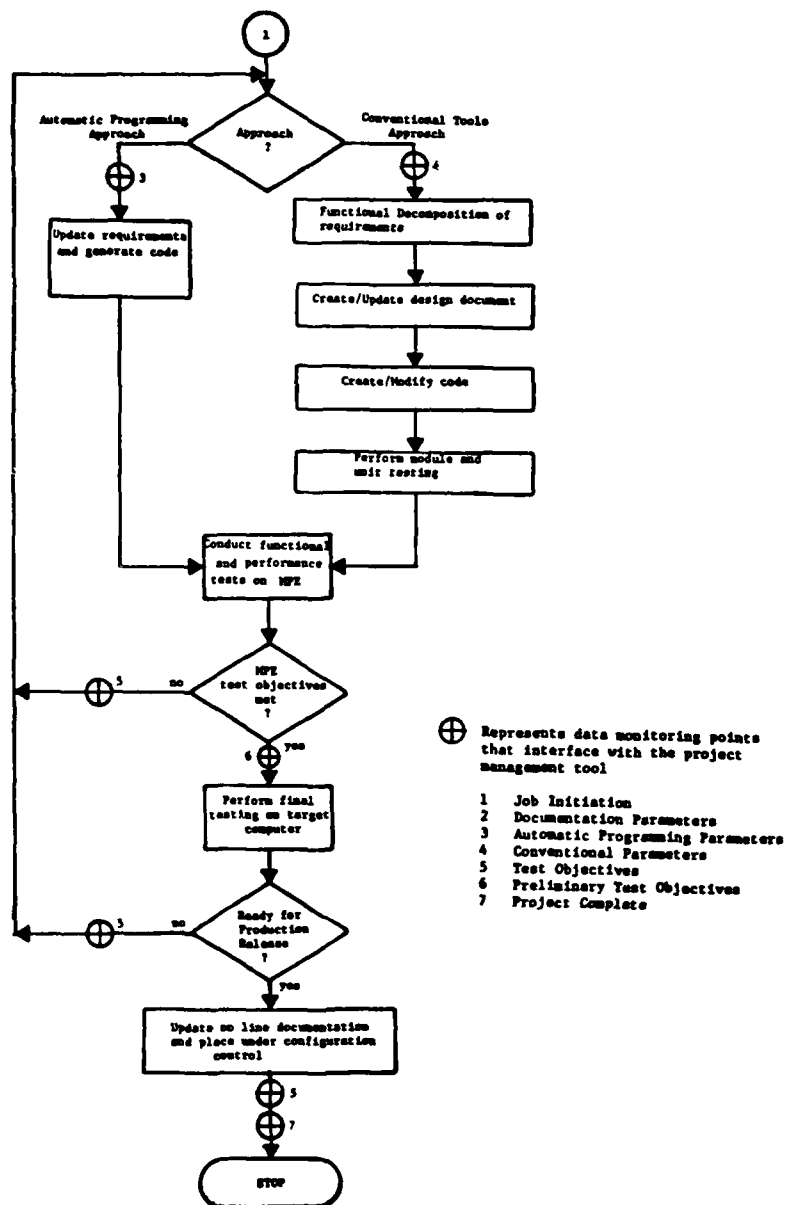 1
Automatic Programming
Approach
Approach
?
Conventional Tools
Approach
3
4
Update requirements
and generate code
Functional Decomposition of
requirements
Create/Update design document
Create/Modify code
Perform module and
unit testing
Conduct functional
and performance
tests on MPE
MPE
test objectives
met
?
5
no
yes
6
Perform final
testing on target
computer
Ready for
Production
Release
?
no
yes
Update on line documentation
and place under configuration
control
5
7
STOP
Represents data monitoring points
that interface with the project
management tool
1 Job Initiation
2 Documentation Parameters
3 Automatic Programming Parameters
4 Conventional Parameters
5 Test Objectives
6 Preliminary Test Objectives
7 Project Complete